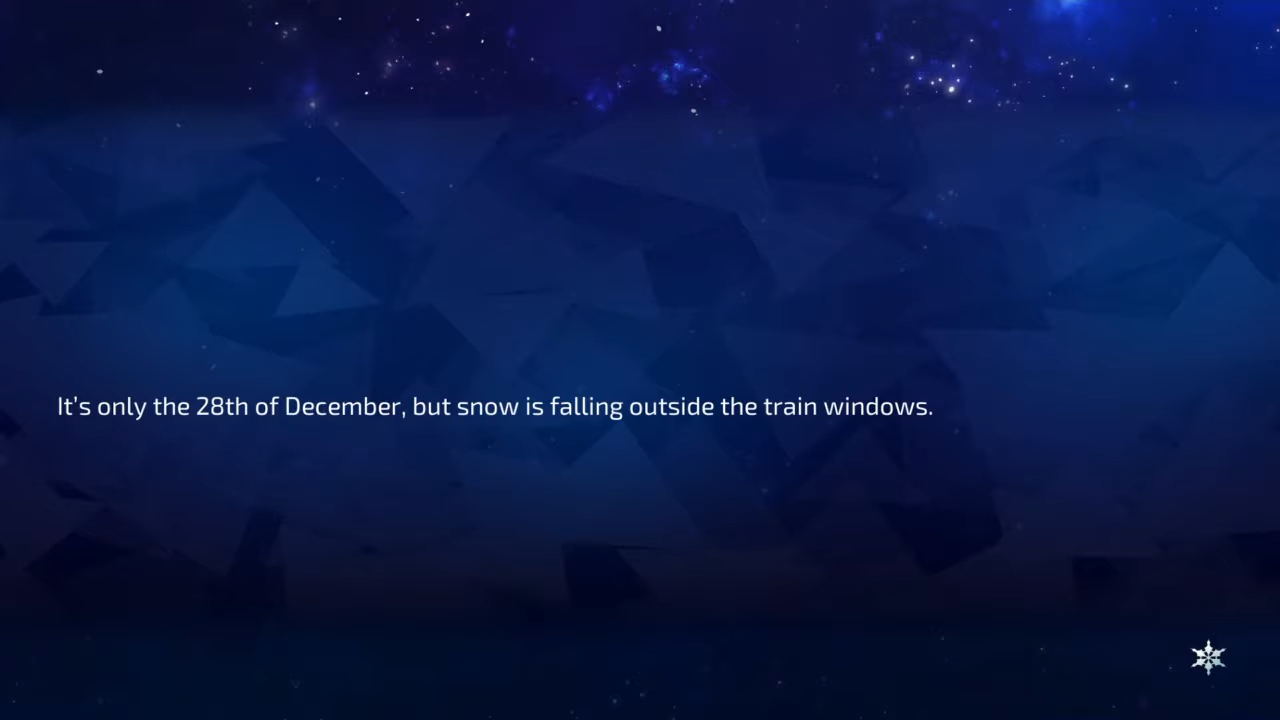 It’s only the 28th of December, but snow is falling outside the train windows.